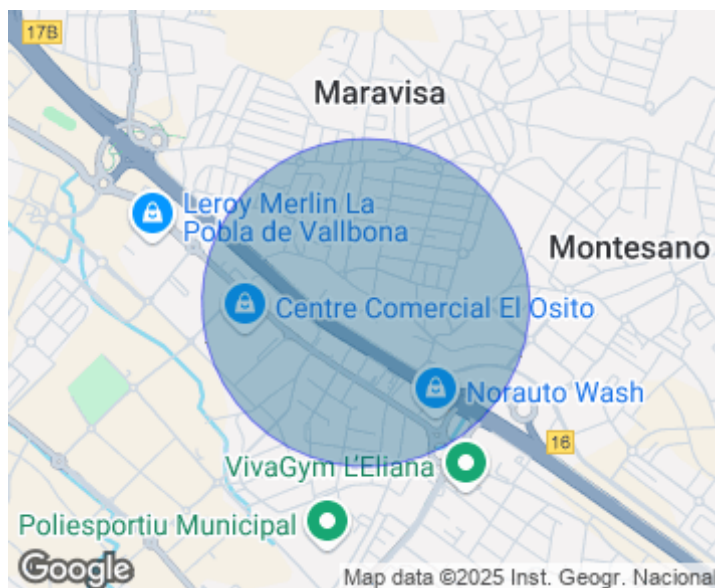 17B
Maravisa
Leroy Merlin La
Pobla de Vallbona
Montesano
Centre Comercial El Osito
Norauto Wash
16
VivaGym L'Eliana
Poliesportiu Municipal
Google
Map data ©2025 Inst. Geogr. Nacional